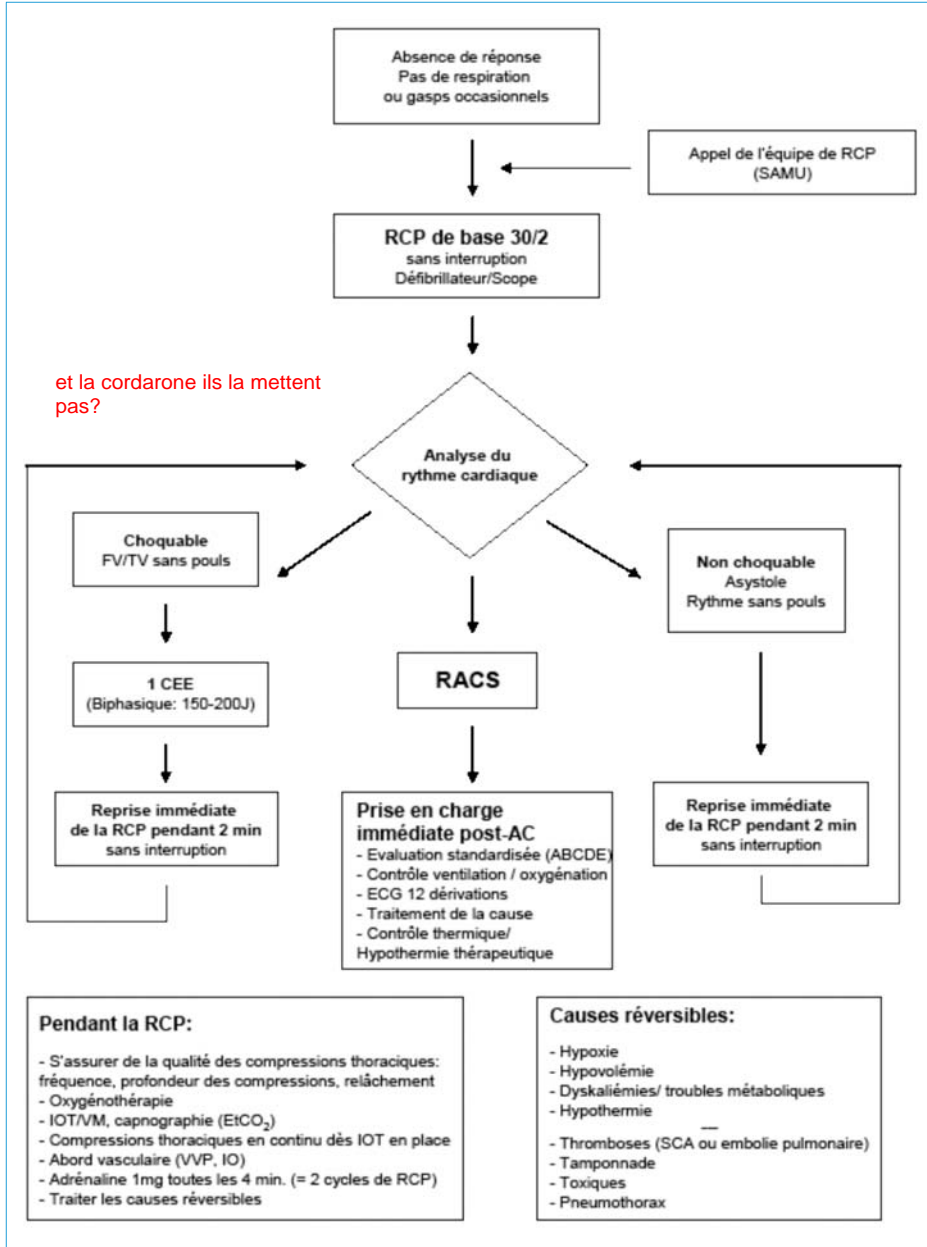 Absence de réponse
Pas de respiration
ou gasps occasionnels
Appel de l'équipe de RCP
(SAMU)
RCP de base 30/2
sans interruption
Défibrillateur/Scope
et la cordarone ils la mettent
pas?
Analyse du
rythme cardiaque
Choquable
FV/TV sans pouls
Non choquable
Asystole
Rythme sans pouls
1 CEE
(Biphasique: 150-200J)
RACS
Reprise immédiate
de la RCP pendant 2 min
sans interruption
Prise en charge
immédiate post-AC
- Evaluation standardisée (ABCDE)
- Contrôle ventilation / oxygénation
- ECG 12 dérivations
- Traitement de la cause
- Contrôle thermique/
Hypothermie thérapeutique
Reprise immédiate
de la RCP pendant 2 min
sans interruption
Pendant la RCP:
- S'assurer de la qualité des compressions thoraciques:
fréquence, profondeur des compressions, relâchement
- Oxygénothérapie
- IOT/VM, capnographie (EtCO2)
- Compressions thoraciques en continu dès IOT en place
- Abord vasculaire (VVP, IO)
- Adrénaline 1mg toutes les 4 min. (= 2 cycles de RCP)
- Traiter les causes réversibles
Causes réversibles:
- Hypoxie
- Hypovolémie
- Dyskaliémies/ troubles métaboliques
- Hypothermie
- Thromboses (SCA ou embolie pulmonaire)
- Tamponnade
- Toxiques
- Pneumothorax